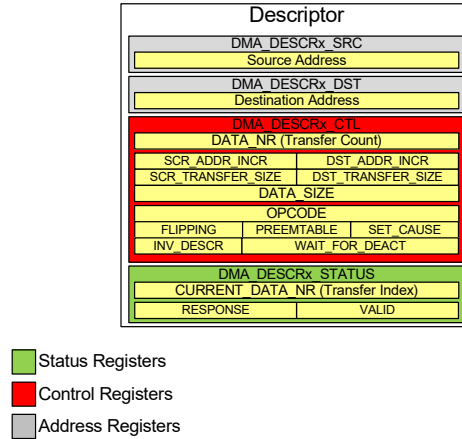 Descriptor
DMA_DESCRx_SRC
Source Address
DMA_DESCRx_DST
Destination Address
DMA_DESCRx_CTL
DATA_NR (Transfer Count)
SCR_ADDR_INCR DST_ADDR_INCR
SCR_TRANSFER_SIZE DST_TRANSFER_SIZE
DATA_SIZE
OPCODE
FLIPPING PREEMTABLE SET_CAUSE
INV_DESCR WAIT_FOR_DEACT
DMA_DESCRx_STATUS
CURRENT_DATA_NR (Transfer Index)
RESPONSE VALID
Status Registers
Control Registers
Address Registers